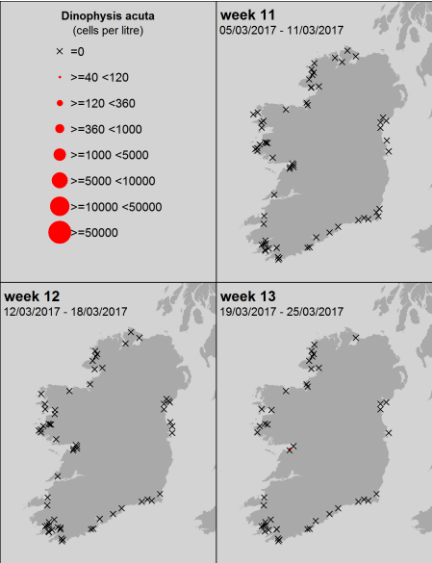 Dinophysis acuta
(cells per litre)
=0
>=40 <120
>=120 <360
>=360 <1000
>=1000 <5000
>=5000 <10000
>=10000 <50000
>=50000
week 11
05/03/2017 - 11/03/2017
week 12
12/03/2017 - 18/03/2017
week 13
19/03/2017 - 25/03/2017